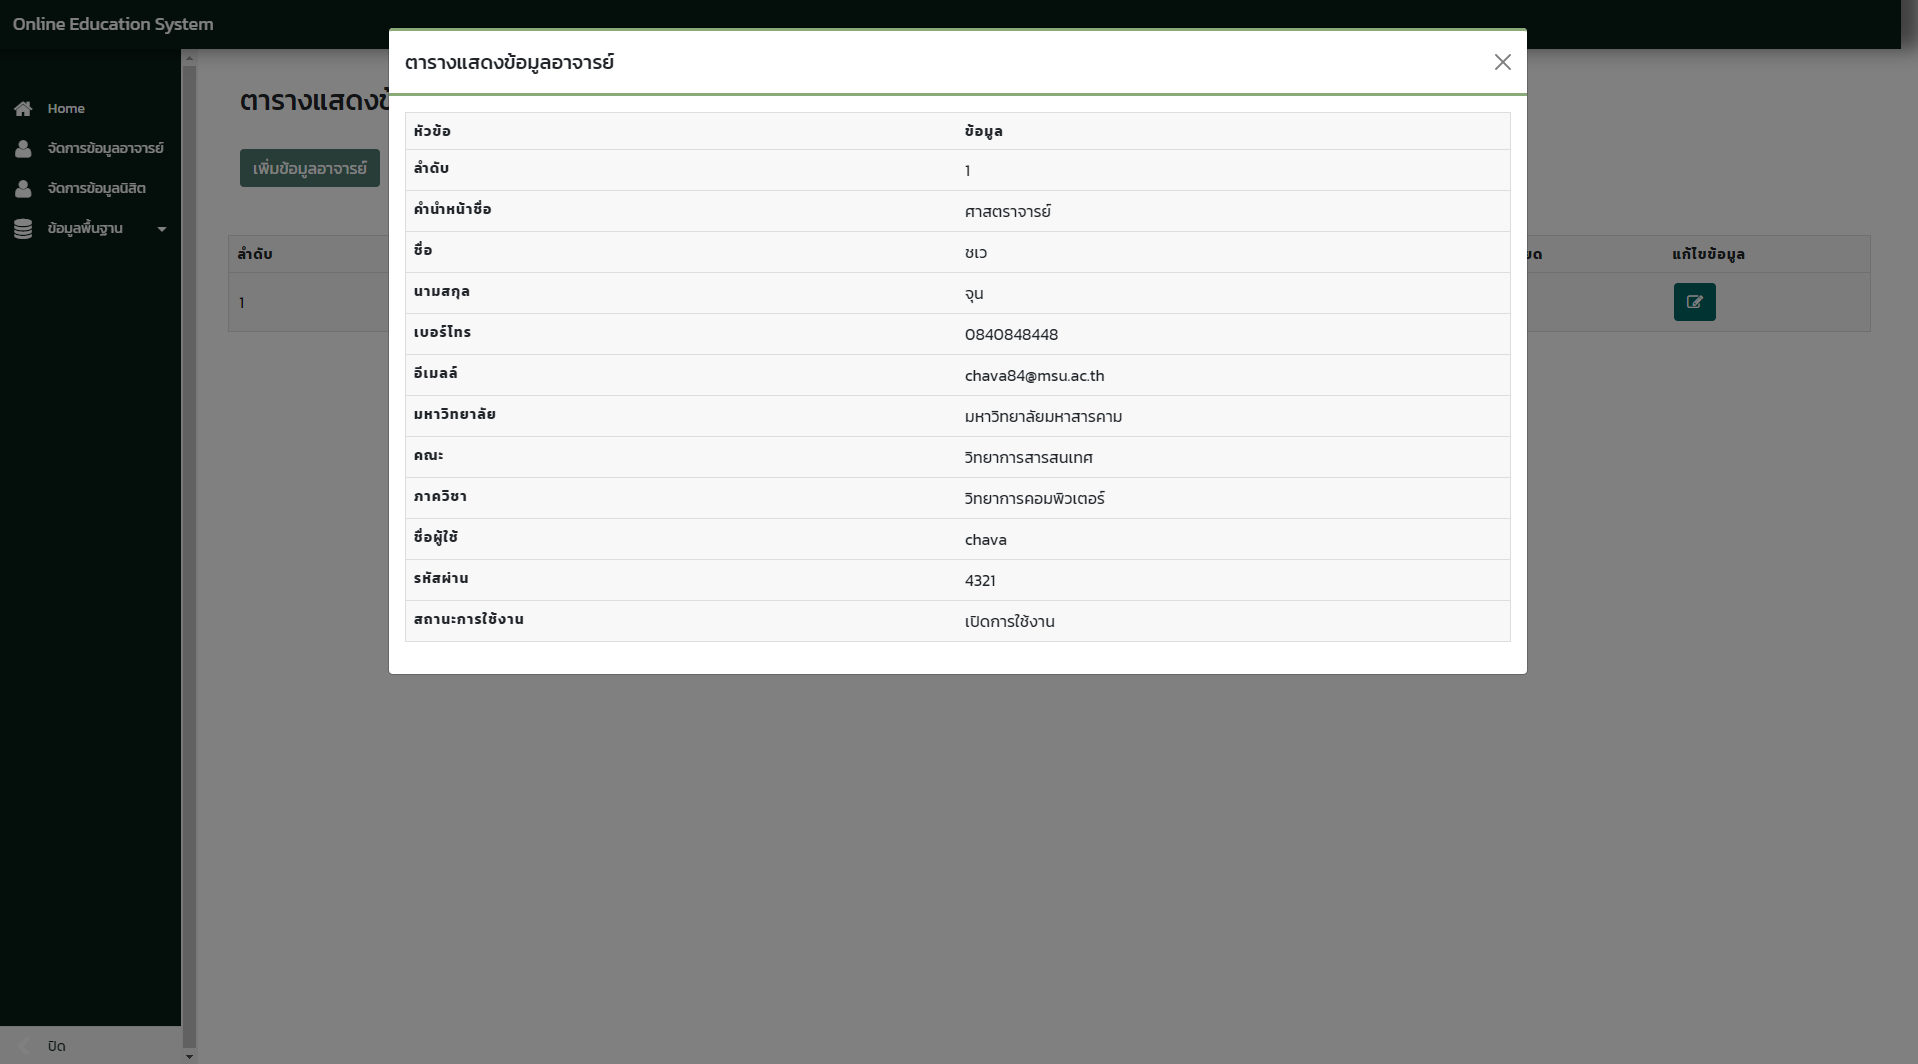 Online Education System
Home
จัดการข้อมูลอาจารย์
จัดการข้อมูลนิสิต
ข้อมูลพื้นฐาน
ปิด
ตารางแสดงข้
เพิ่มข้อมูลอาจารย์
ลำดับ
แก้ไขข้อมูล
1
ตารางแสดงข้อมูลอาจารย์
หัวข้อ ข้อมูล
ลำดับ 1
คำนำหน้าชื่อ ศาสตราจารย์
ชื่อ ชเว
นามสกุล จุน
เบอร์โทร 0840848448
อีเมลล์ chava84@msu.ac.th
มหาวิทยาลัย มหาวิทยาลัยมหาสารคาม
คณะ วิทยาการสารสนเทศ
ภาควิชา วิทยาการคอมพิวเตอร์
ชื่อผู้ใช้ chava
รหัสผ่าน 4321
สถานะการใช้งาน เปิดการใช้งาน